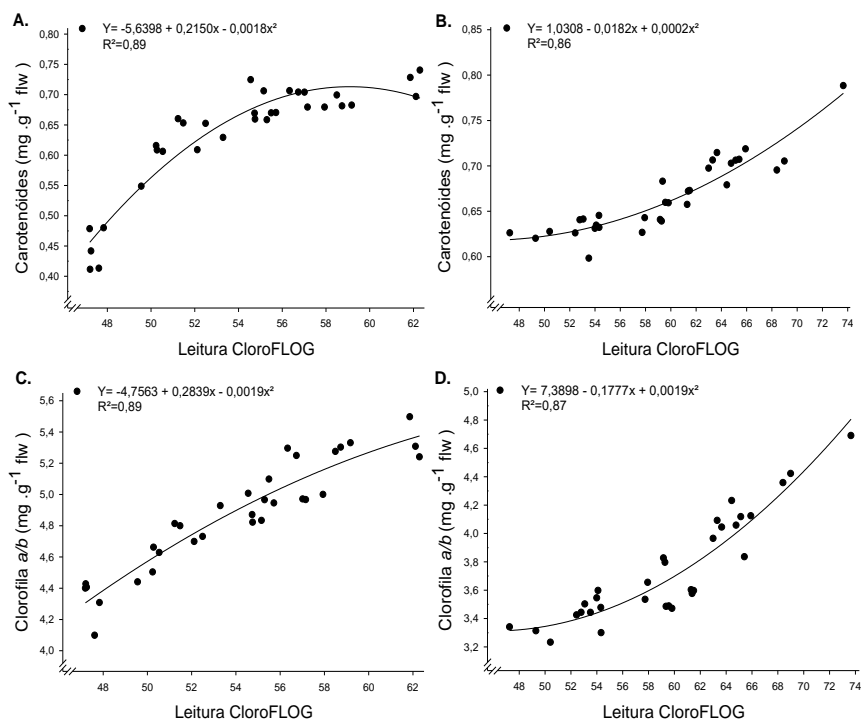 A.
Y= -5,6398 + 0,2150x - 0,0018x²
R²=0,89
0,80
0,75
0,70
0,65
0,60
0,55
0,50
0,45
0,40
Carotenóides (mg .g⁻¹ flw )
48 50 52 54 56 58 60 62
Leitura CloroFLOG
B.
Y= 1,0308 - 0,0182x + 0,0002x²
R²=0,86
0,80
0,75
0,70
0,65
0,60
Carotenóides (mg .g⁻¹ flw )
48 50 52 54 56 58 60 62 64 66 68 70 72 74
Leitura CloroFLOG
C.
Y= -4,7563 + 0,2839x - 0,0019x²
R²=0,89
5,6
5,4
5,2
5,0
4,8
4,6
4,4
4,2
4,0
Clorofila a/b (mg .g⁻¹ flw )
48 50 52 54 56 58 60 62
Leitura CloroFLOG
D.
Y= 7,3898 - 0,1777x + 0,0019x²
R²=0,87
5,0
4,8
4,6
4,4
4,2
4,0
3,8
3,6
3,4
3,2
Clorofila a/b (mg .g⁻¹ flw )
46 48 50 52 54 56 58 60 62 64 66 68 70 72 74
Leitura CloroFLOG